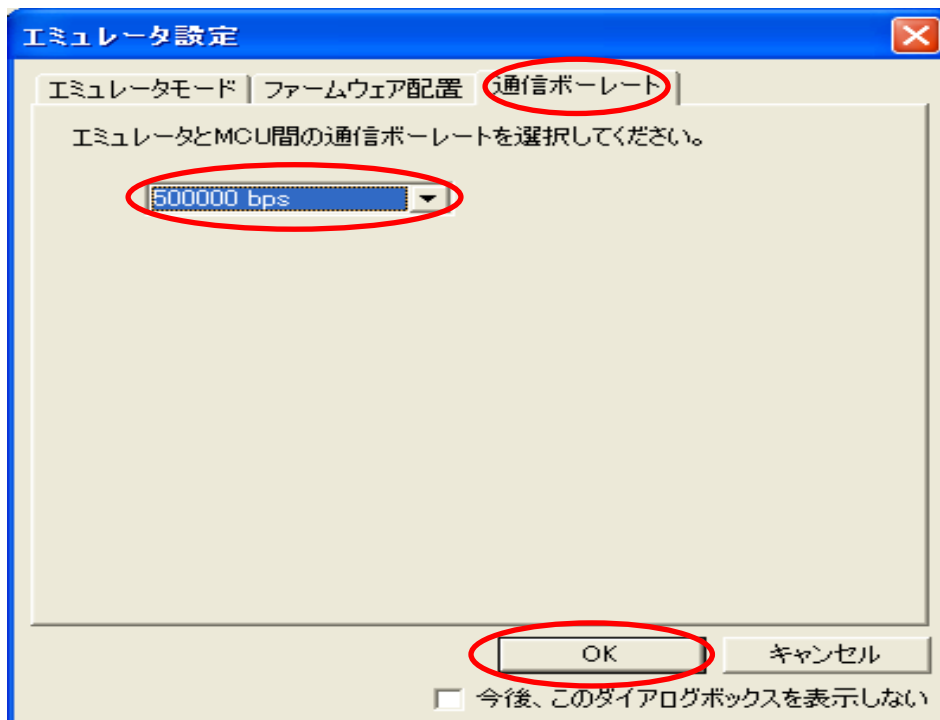 エミュレータ設定
エミュレータモード ファームウェア配置 通信ボーレート
エミュレータとMCU間の通信ボーレートを選択してください。
500000 bps
OK キャンセル
今後、このダイアログボックスを表示しない